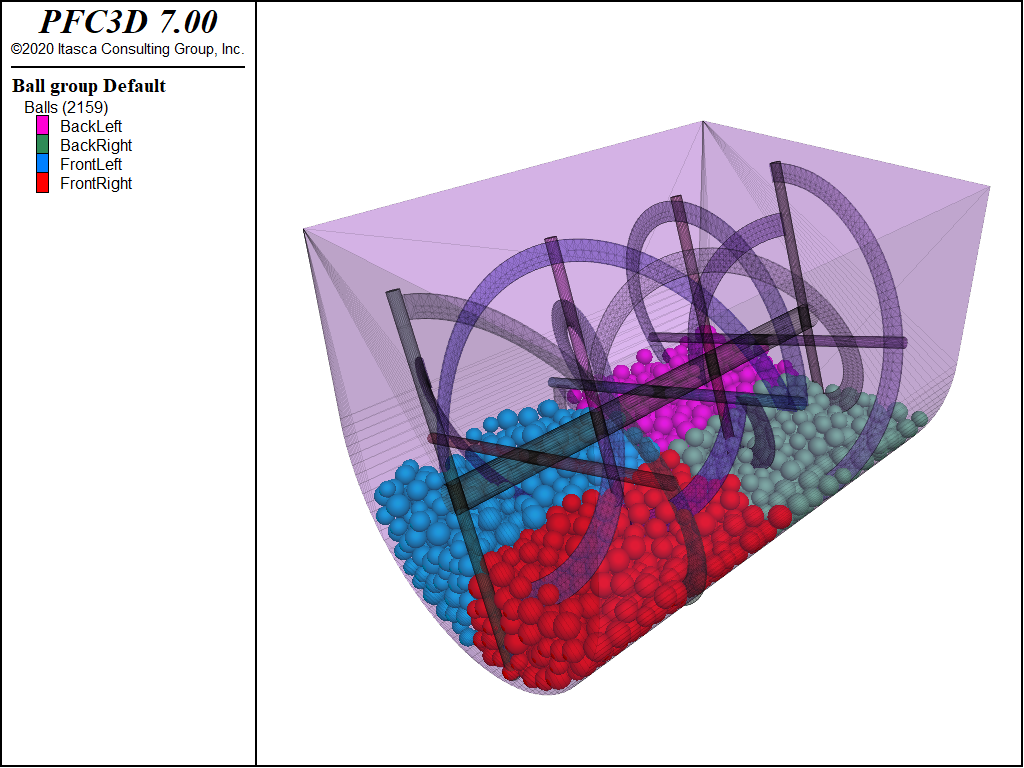 PFC3D 7.00
©2020 Itasca Consulting Group, Inc.
Ball group Default
Balls (2159)
BackLeft
BackRight
FrontLeft
FrontRight